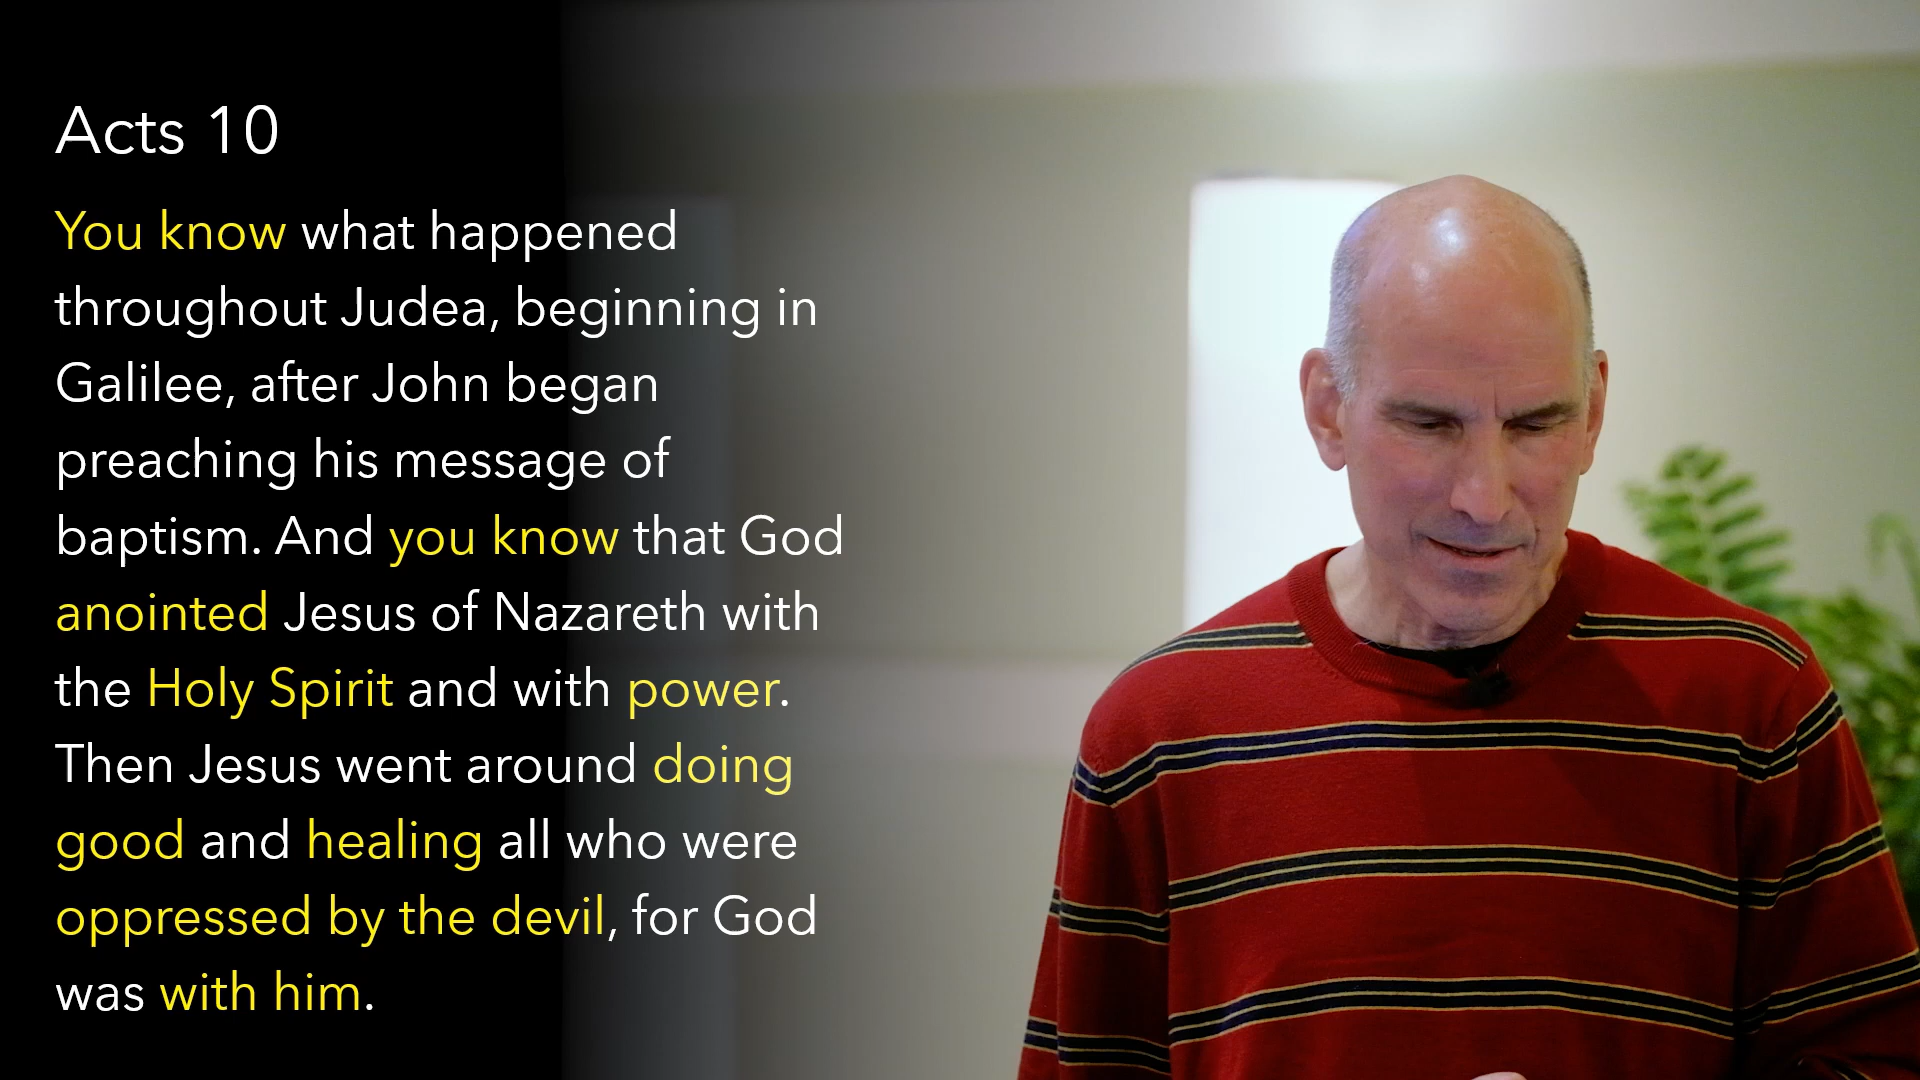 Acts 10
You know what happened
throughout Judea, beginning in
Galilee, after John began
preaching his message of
baptism. And you know that God
anointed Jesus of Nazareth with
the Holy Spirit and with power.
Then Jesus went around doing
good and healing all who were
oppressed by the devil, for God
was with him.